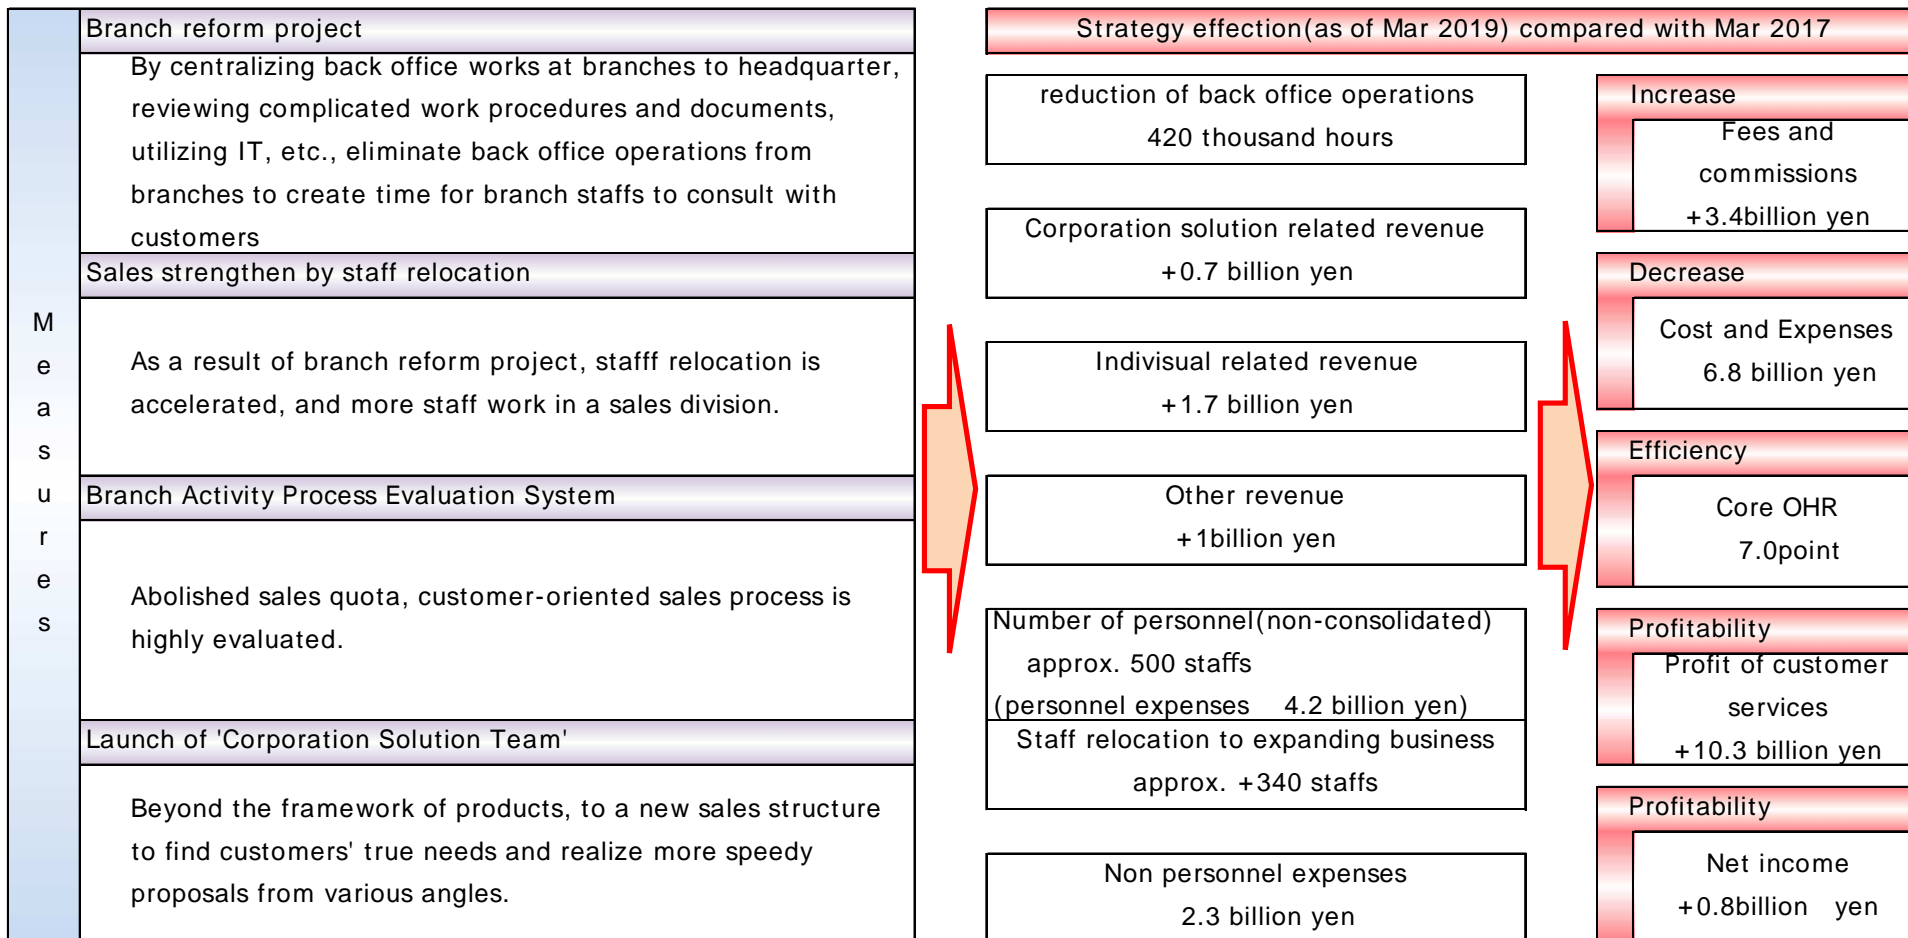 Measures
Branch reform project
By centralizing back office works at branches to headquarter,
reviewing complicated work procedures and documents,
utilizing IT, etc., eliminate back office operations from
branches to create time for branch staffs to consult with
customers
Sales strengthen by staff relocation
As a result of branch reform project, stafff relocation is
accelerated, and more staff work in a sales division.
Branch Activity Process Evaluation System
Abolished sales quota, customer-oriented sales process is
highly evaluated.
Launch of 'Corporation Solution Team'
Beyond the framework of products, to a new sales structure
to find customers' true needs and realize more speedy
proposals from various angles.
Strategy effection(as of Mar 2019) compared with Mar 2017
reduction of back office operations
420 thousand hours
Corporation solution related revenue
+0.7 billion yen
Indivisual related revenue
+1.7 billion yen
Other revenue
+1billion yen
Number of personnel(non-consolidated)
approx. 500 staffs
(personnel expenses 4.2 billion yen)
Staff relocation to expanding business
approx. +340 staffs
Non personnel expenses
2.3 billion yen
Increase
Fees and
commissions
+3.4billion yen
Decrease
Cost and Expenses
6.8 billion yen
Efficiency
Core OHR
7.0point
Profitability
Profit of customer
services
+10.3 billion yen
Profitability
Net income
+0.8billion yen